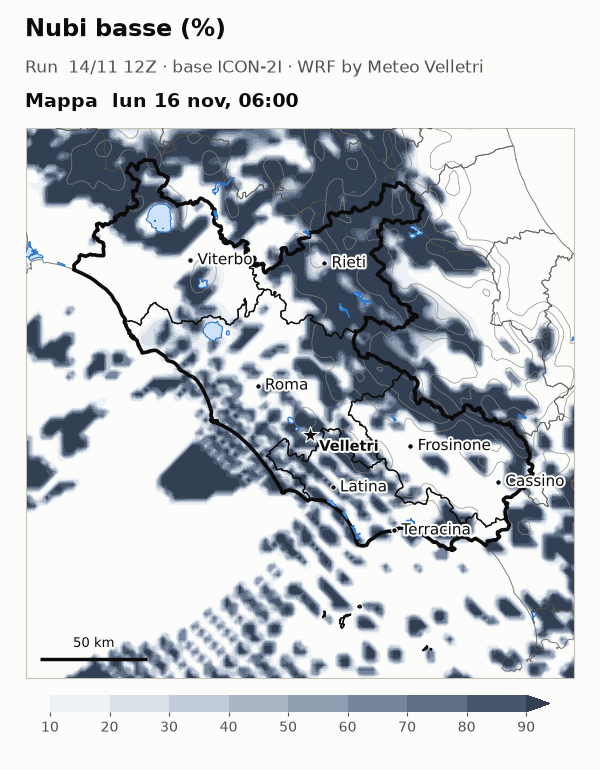 Nubi basse (%)
Run 14/11 12Z · base ICON-2I · WRF by Meteo Velletri
Mappa lun 16 nov, 06:00
Viterbo
Rieti
Roma
Velletri
Frosinone
Cassino
Latina
Terracina
50 km
10 20 30 40 50 60 70 80 90